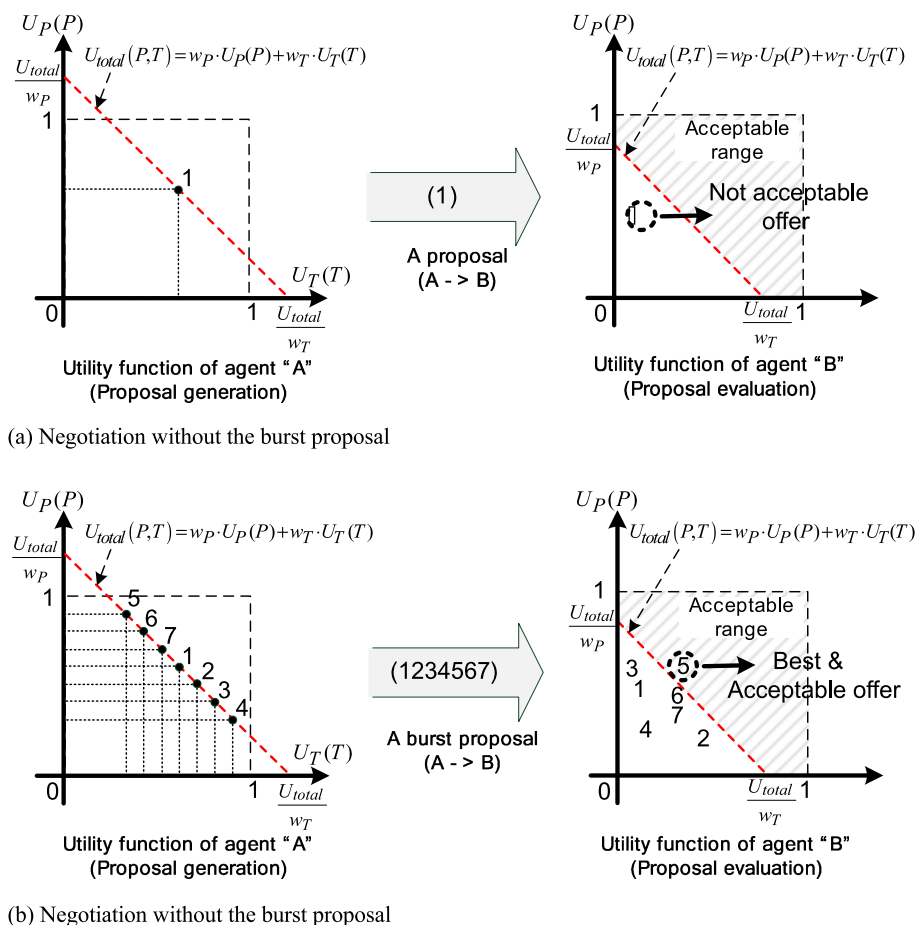 U_P(P)
U_total(P,T)=w_P·U_P(P)+w_T·U_T(T)
U_total
w_P
1
1
U_T(T)
0
1
U_total
w_T
Utility function of agent “A”
(Proposal generation)
(1)
A proposal
(A -> B)
U_P(P)
U_total(P,T)=w_P·U_P(P)+w_T·U_T(T)
1
Acceptable
range
U_total
w_P
Not acceptable
offer
0
1
U_total
w_T
Utility function of agent “B”
(Proposal evaluation)
(a) Negotiation without the burst proposal
U_P(P)
U_total(P,T)=w_P·U_P(P)+w_T·U_T(T)
U_total
w_P
1
5
6
7
1
2
3
4
U_T(T)
0
1
U_total
w_T
Utility function of agent “A”
(Proposal generation)
(1234567)
A burst proposal
(A -> B)
U_P(P)
U_total(P,T)=w_P·U_P(P)+w_T·U_T(T)
1
Acceptable
range
U_total
w_P
3
5
Best &
Acceptable offer
1
6
7
4
2
0
1
U_total
w_T
Utility function of agent “B”
(Proposal evaluation)
(b) Negotiation without the burst proposal